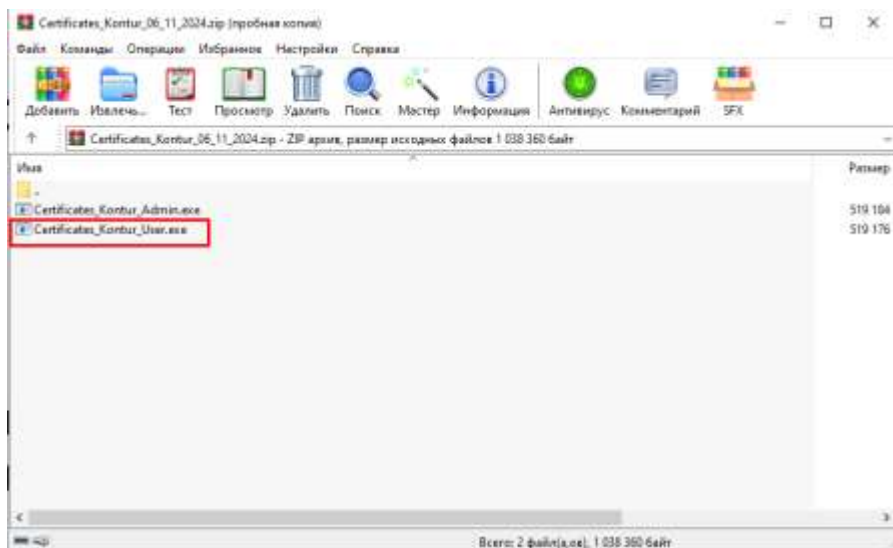 Certificates_Kontur_06_11_2024.zip (пробная копия)
Файл Команды Операции Избранное Настройки Справка
Добавить Извлечь... Тест Просмотр Удалить Поиск Мастер Информация Антивирус Комментарий SFX
Certificates_Kontur_06_11_2024.zip - ZIP архив, размер исходных файлов 1 038 360 байт
Имя Размер
..
Certificates_Kontur_Admin.exe 519 184
Certificates_Kontur_User.exe 519 176
Всего: 2 файл(а,ов), 1 038 360 байт